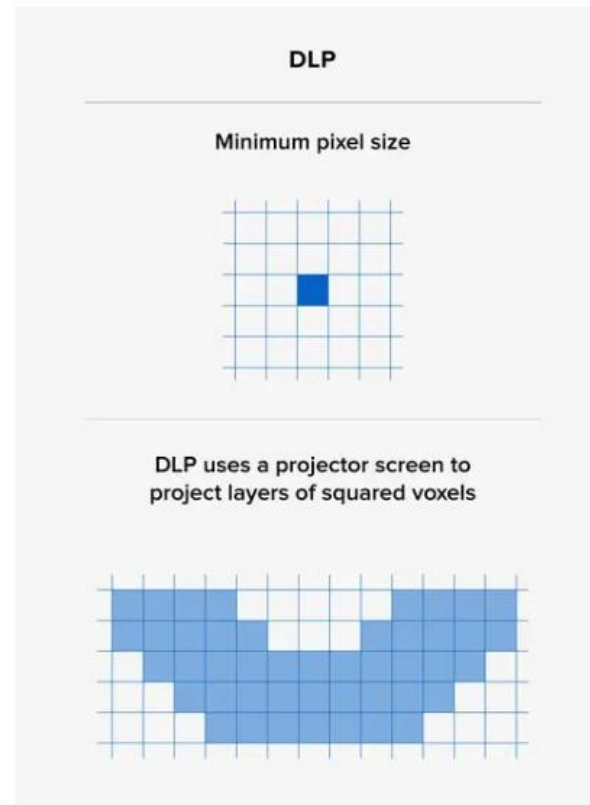 DLP
Minimum pixel size
DLP uses a projector screen to
project layers of squared voxels